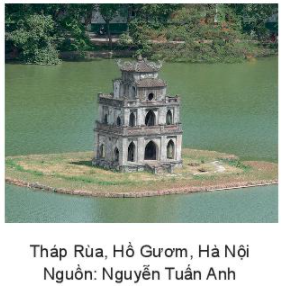 Tháp Rùa, Hồ Gươm, Hà Nội
Nguồn: Nguyễn Tuấn Anh